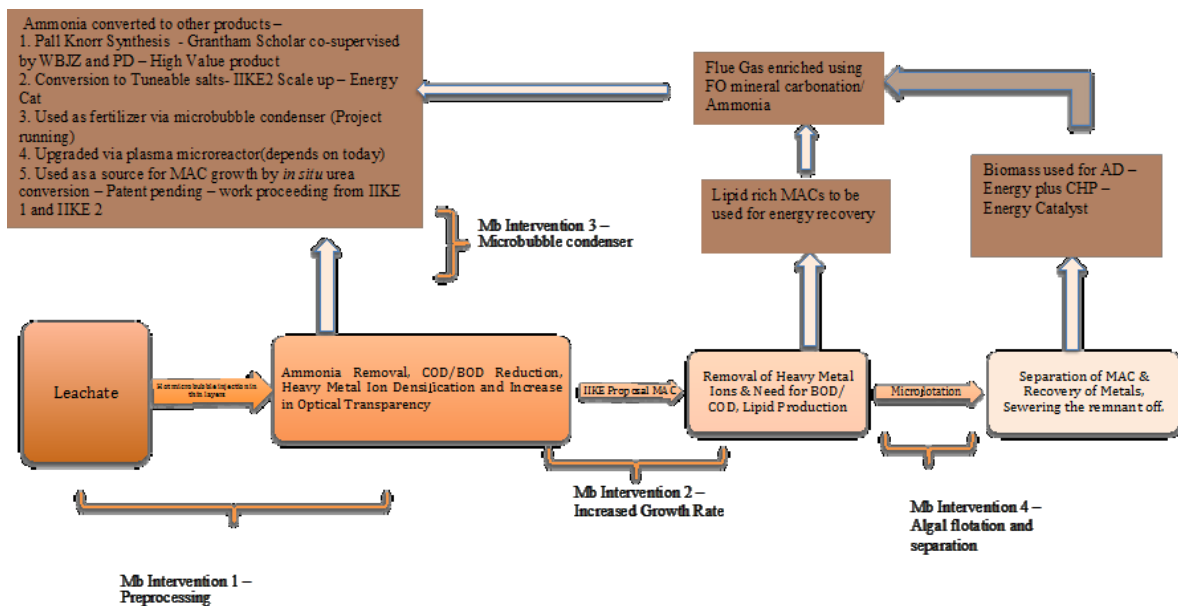 Ammonia converted to other products –
1. Pall Knorr Synthesis - Grantham Scholar co-supervised
by WBJZ and PD – High Value product
2. Conversion to Tuneable salts- IIKE2 Scale up – Energy
Cat
3. Used as fertilizer via microbubble condenser (Project
running)
4. Upgraded via plasma microreactor(depends on today)
5. Used as a source for MAC growth by in situ urea
conversion – Patent pending – work proceeding from IIKE
1 and IIKE 2
Flue Gas enriched using
FO mineral carbonation/
Ammonia
Lipid rich MACs to be
used for energy recovery
Biomass used for AD –
Energy plus CHP –
Energy Catalyst
Mb Intervention 3 –
Microbubble condenser
Leachate
Hot microbubble injection in
thin layers
Ammonia Removal, COD/BOD Reduction,
Heavy Metal Ion Densification and Increase
in Optical Transparency
IIKE Proposal MAC
Removal of Heavy Metal
Ions & Need for BOD/
COD, Lipid Production
Microflotation
Separation of MAC &
Recovery of Metals,
Sewering the remnant off.
Mb Intervention 2 –
Increased Growth Rate
Mb Intervention 4 –
Algal flotation and
separation
Mb Intervention 1 –
Preprocessing